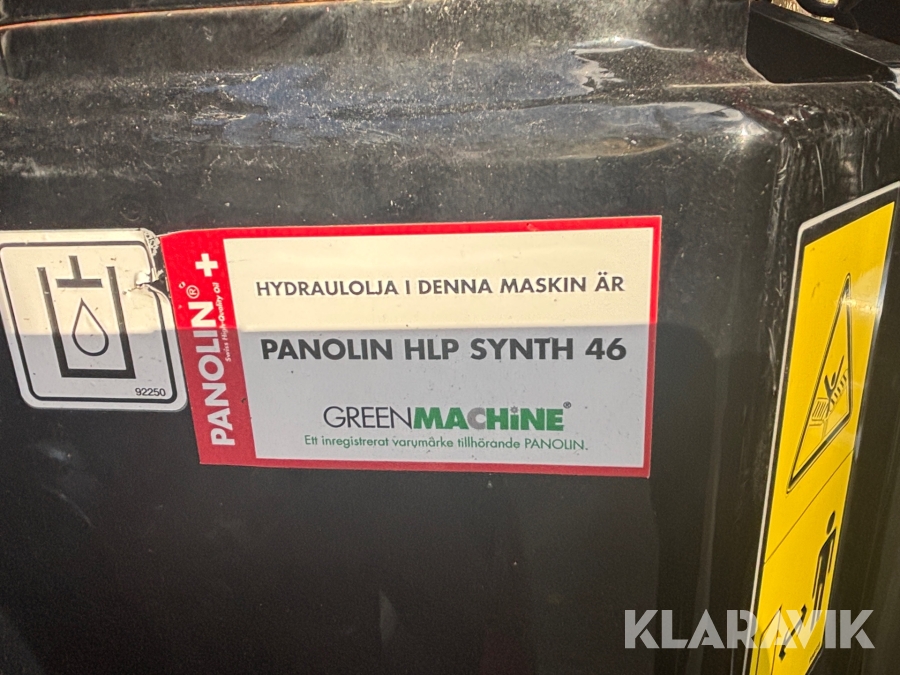 PANOLIN®
Swiss High-Quality Oil
HYDRAULOLJA I DENNA MASKIN ÄR
PANOLIN HLP SYNTH 46
GREENMACHINE®
Ett inregistrerat varumärke tillhörande PANOLIN.
92250
KLARAVIK